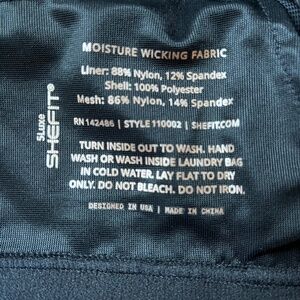 MOISTURE WICKING FABRIC
Liner: 88% Nylon, 12% Spandex
Shell: 100% Polyester
Mesh: 86% Nylon, 14% Spandex
RN 142486 | STYLE 110002 | SHEFIT.COM
5Luxe
SHEFIT®
TURN INSIDE OUT TO WASH. HAND
WASH OR WASH INSIDE LAUNDRY BAG
IN COLD WATER. LAY FLAT TO DRY
ONLY. DO NOT BLEACH. DO NOT IRON.
DESIGNED IN USA | MADE IN CHINA